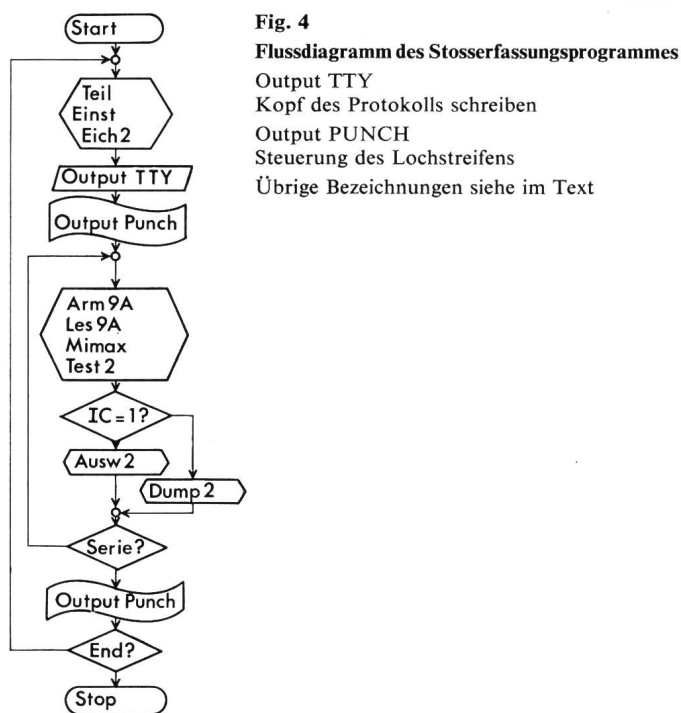 Start
Teil
Einst
Eich2
Output TTY
Output Punch
Arm 9A
Les 9A
Mimax
Test 2
IC=1?
Ausw 2
Dump 2
Serie?
Output Punch
End?
Stop
Fig. 4
Flussdiagramm des Stosserfassungsprogrammes
Output TTY
Kopf des Protokolls schreiben
Output PUNCH
Steuerung des Lochstreifens
Übrige Bezeichnungen siehe im Text